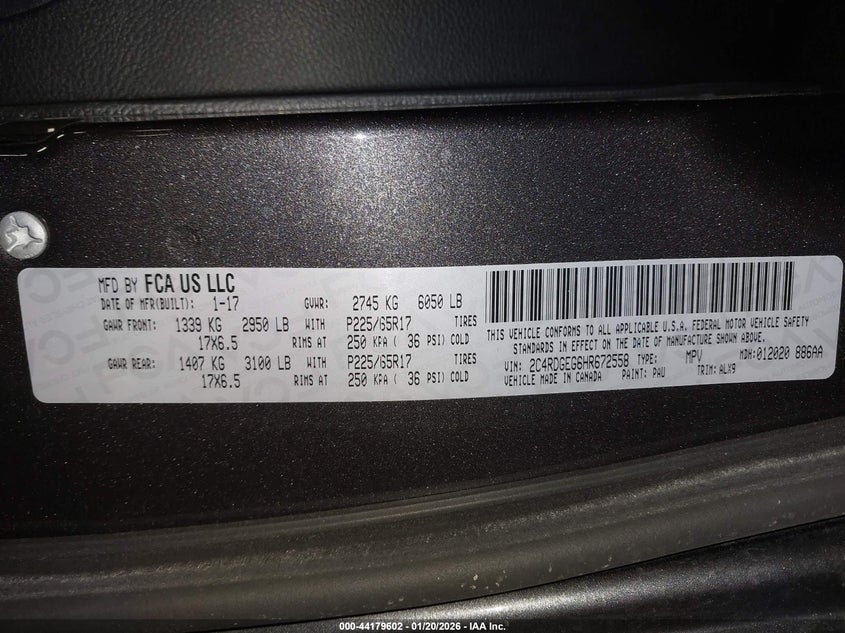 MFD BY FCA US LLC
DATE OF MFR(BUILT): 1-17 GVWR: 2745 KG 6050 LB
GAWR FRONT: 1339 KG 2950 LB WITH P225/65R17 TIRES
17X6.5 RIMS AT 250 KPA ( 36 PSI) COLD
GAWR REAR: 1407 KG 3100 LB WITH P225/65R17 TIRES
17X6.5 RIMS AT 250 KPA ( 36 PSI) COLD
THIS VEHICLE CONFORMS TO ALL APPLICABLE U.S.A. FEDERAL MOTOR VEHICLE SAFETY
STANDARDS IN EFFECT ON THE DATE OF MANUFACTURE SHOWN ABOVE.
VIN: 2C4RDGEG6HR672558 TYPE: MPV MDH:012020 886AA
VEHICLE MADE IN CANADA PAINT: PAU TRIM: ALX9
000-44179602 - 01/20/2026 - IAA Inc.